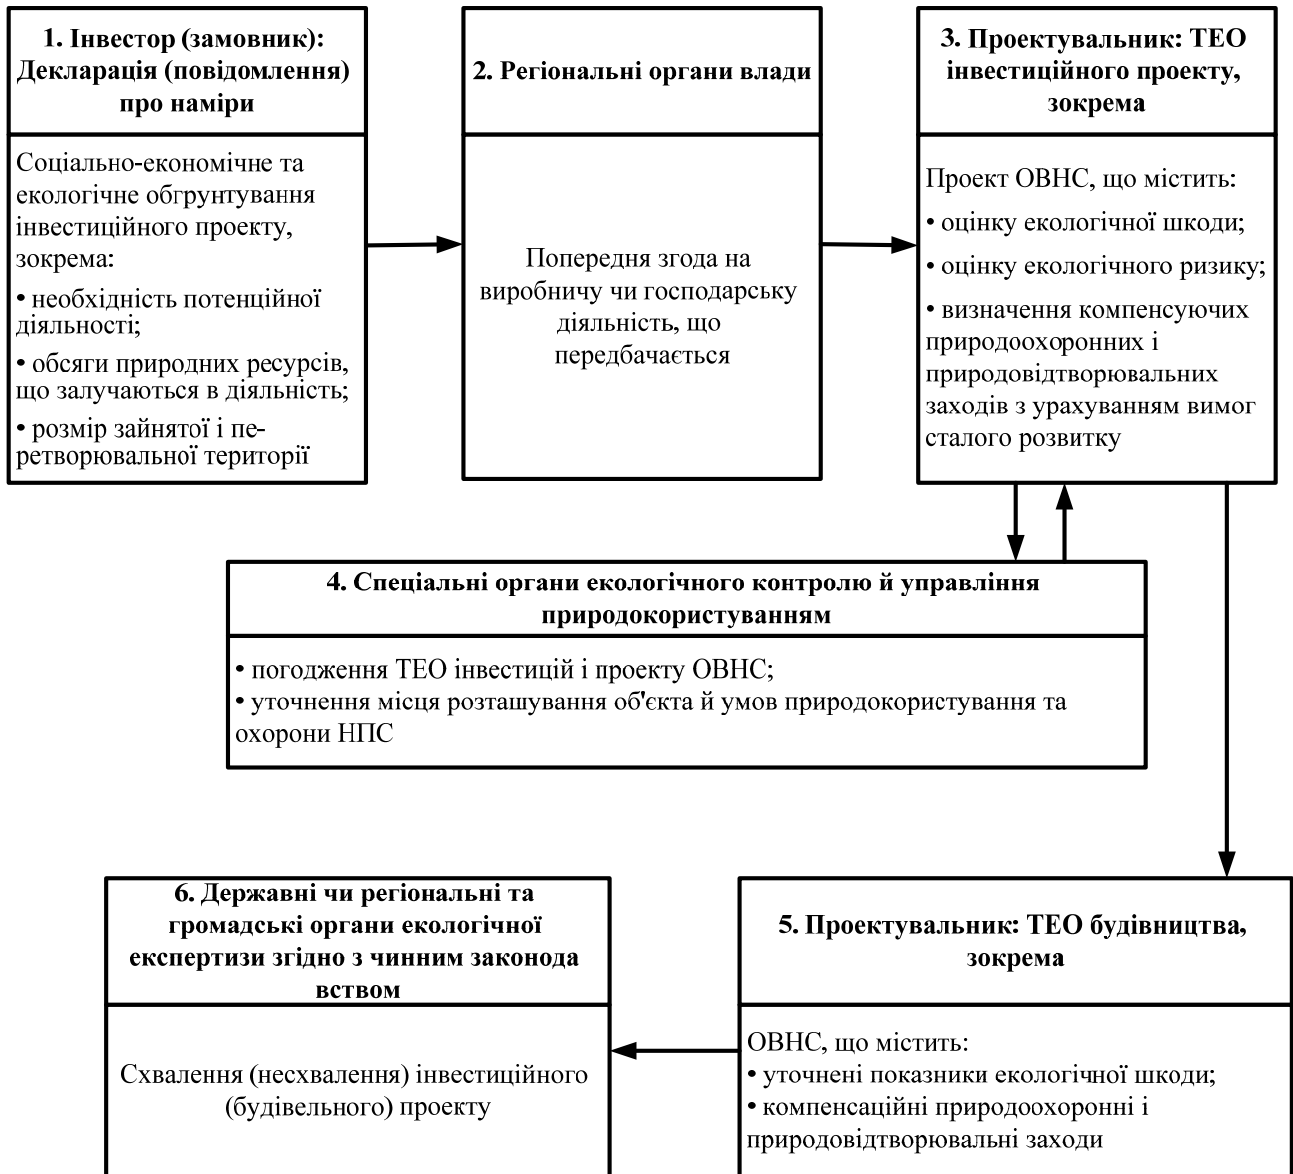 1. Інвестор (замовник):
Декларація (повідомлення)
про наміри
Соціально-економічне та
екологічне обгрунтування
інвестиційного проекту,
зокрема:
• необхідність потенційної
діяльності;
• обсяги природних ресурсів,
що залучаються в діяльність;
• розмір зайнятої і пе-
ретворювальної території
2. Регіональні органи влади
Попередня згода на
виробничу чи господарську
діяльність, що
передбачається
3. Проектувальник: ТЕО
інвестиційного проекту,
зокрема
Проект ОВНС, що містить:
• оцінку екологічної шкоди;
• оцінку екологічного ризику;
• визначення компенсуючих
природоохоронних і
природовідтворювальних
заходів з урахуванням вимог
сталого розвитку
4. Спеціальні органи екологічного контролю й управління
природокористуванням
• погодження ТЕО інвестицій і проекту ОВНС;
• уточнення місця розташування об'єкта й умов природокористування та
охорони НПС
5. Проектувальник: ТЕО будівництва,
зокрема
ОВНС, що містить:
• уточнені показники екологічної шкоди;
• компенсаційні природоохоронні і
природовідтворювальні заходи
6. Державні чи регіональні та
громадські органи екологічної
експертизи згідно з чинним законода
вством
Схвалення (несхвалення) інвестиційного
(будівельного) проекту